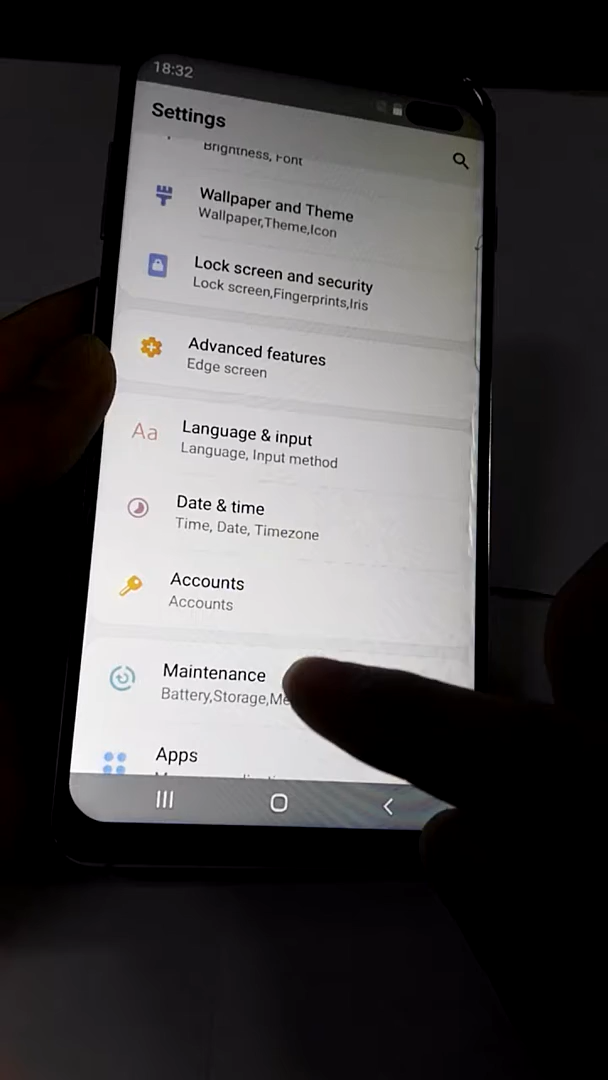 18:32
Settings
Brightness, Font
Wallpaper and Theme
Wallpaper,Theme,Icon
Lock screen and security
Lock screen,Fingerprints,Iris
Advanced features
Edge screen
Aa
Language & input
Language, Input method
Date & time
Time, Date, Timezone
Accounts
Accounts
Maintenance
Battery,Storage,Me
Apps